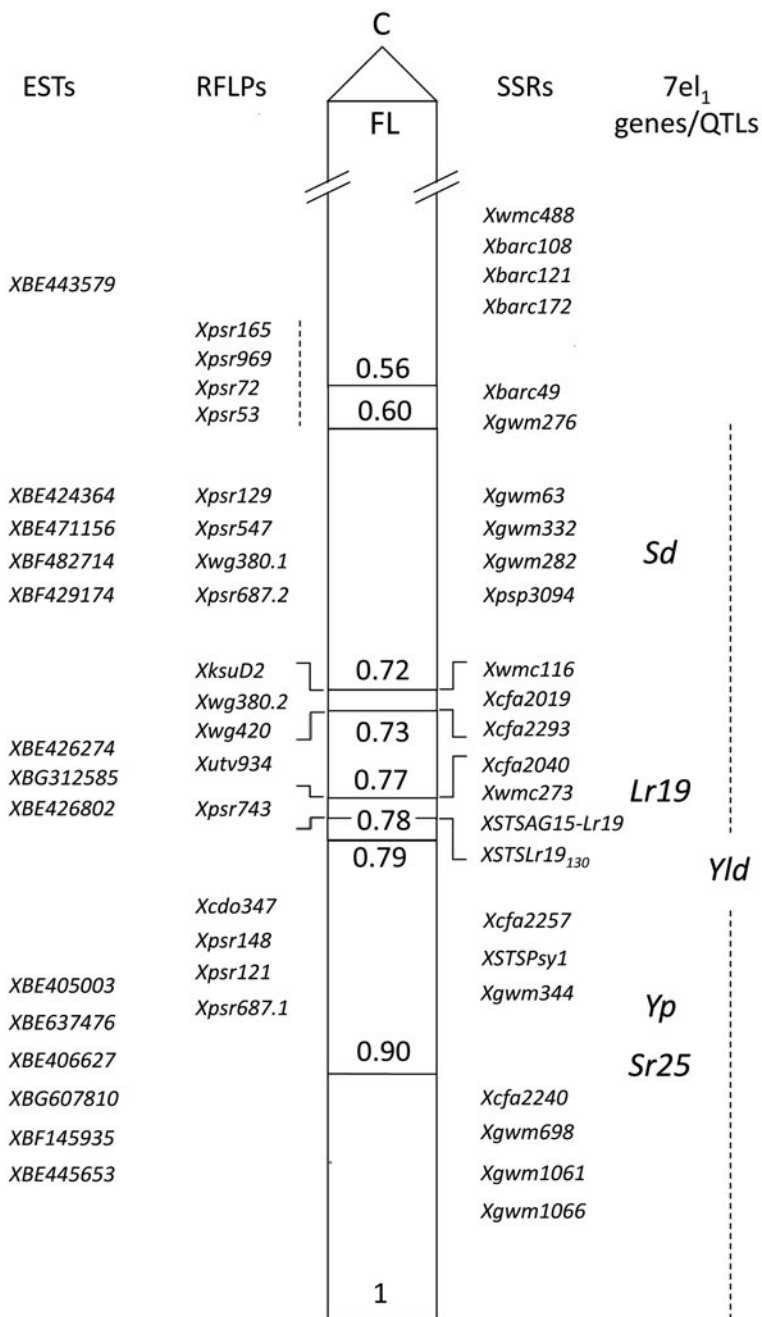 C
ESTs RFLPs SSRs 7el₁
genes/QTLs
FL
Xwmc488
Xbarc108
XBE443579 Xbarc121
Xbarc172
Xpsr165
Xpsr969
0.56
Xpsr72 Xbarc49
Xpsr53 0.60 Xgwm276
XBE424364 Xpsr129 Xgwm63
XBE471156 Xpsr547 Xgwm332
Sd
XBF482714 Xwg380.1 Xgwm282
XBF429174 Xpsr687.2 Xpsp3094
XksuD2 0.72 Xwmc116
Xwg380.2 Xcfa2019
Xwg420 0.73 Xcfa2293
XBE426274 Xutv934 Xcfa2040
XBG312585 0.77 Xwmc273 Lr19
XBE426802 Xpsr743
0.78 XSTSAG15-Lr19
0.79 XSTSLr19₁₃₀
Yld
Xcdo347 Xcfa2257
Xpsr148 XSTSPsy1
XBE405003 Xpsr121 Xgwm344
Xpsr687.1 Yp
XBE637476
XBE406627 0.90 Sr25
XBG607810 Xcfa2240
XBF145935 Xgwm698
XBE445653 Xgwm1061
Xgwm1066
1